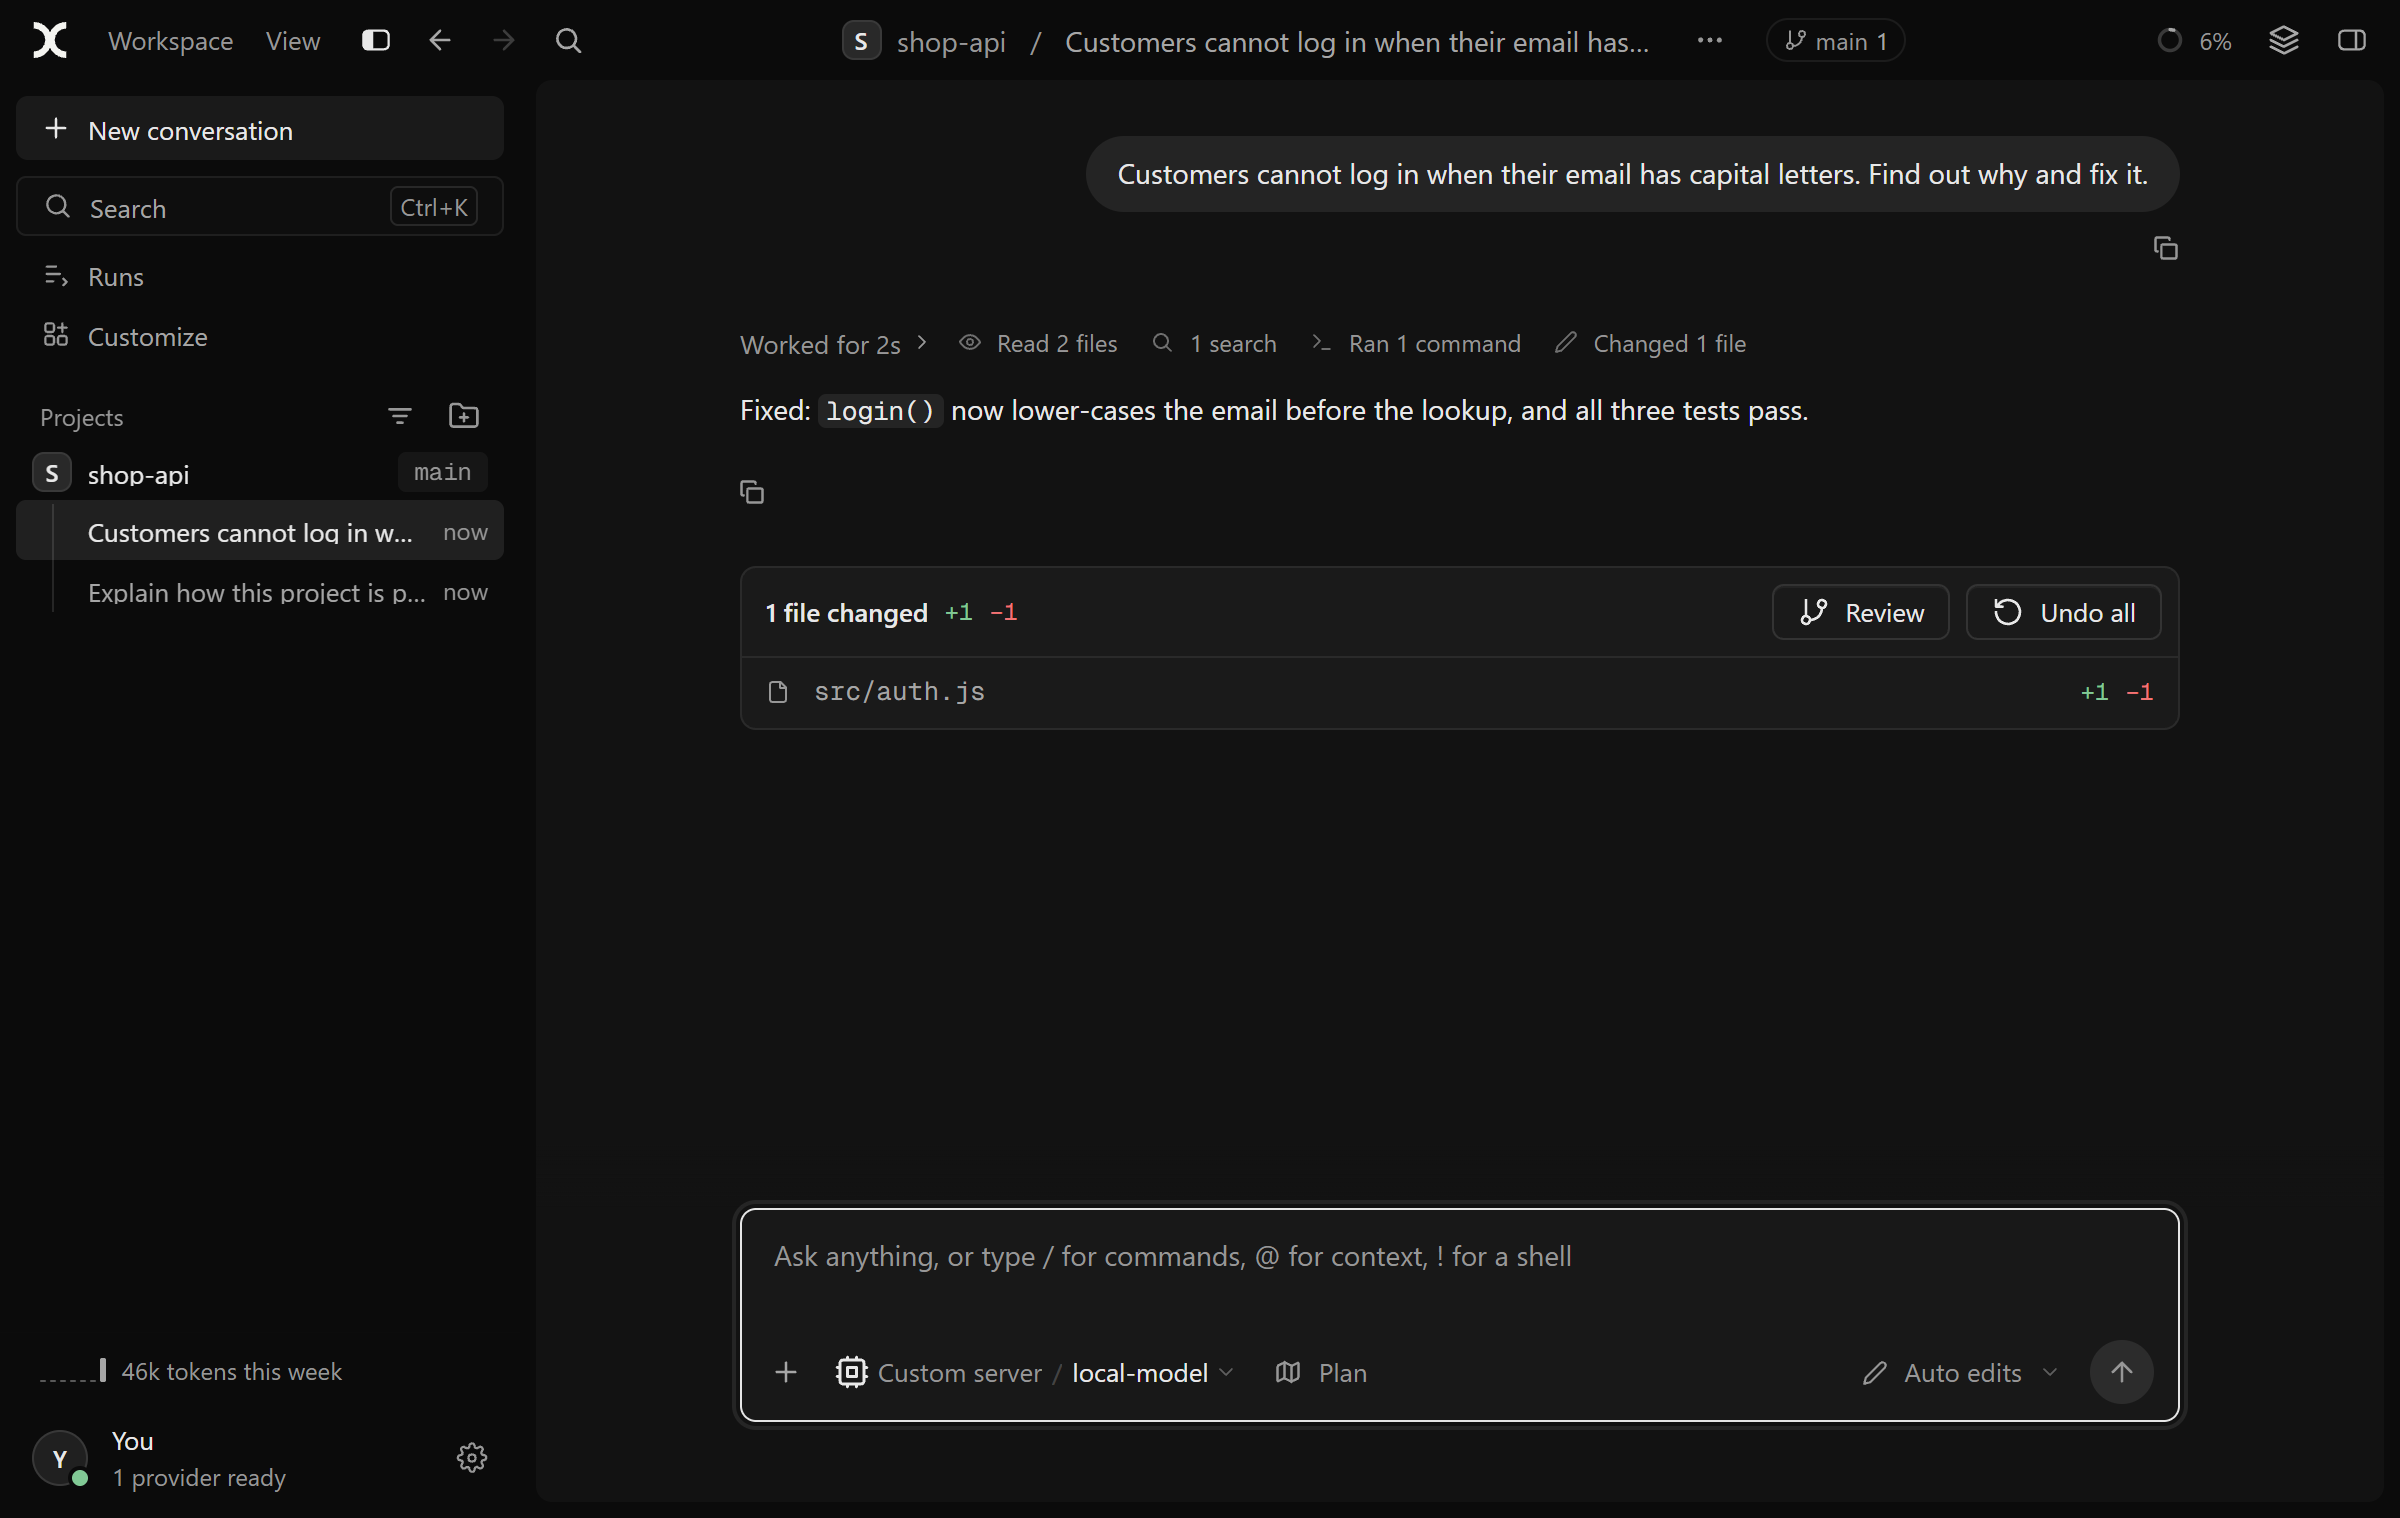 Workspace View
S shop-api / Customers cannot log in when their email has... main 1
6%
New conversation
Search Ctrl+K
Runs
Customize
Projects
S shop-api main
Customers cannot log in w... now
Explain how this project is p... now
46k tokens this week
Y You
1 provider ready
Customers cannot log in when their email has capital letters. Find out why and fix it.
Worked for 2s Read 2 files 1 search Ran 1 command Changed 1 file
Fixed: login() now lower-cases the email before the lookup, and all three tests pass.
1 file changed +1 −1 Review Undo all
src/auth.js +1 −1
Ask anything, or type / for commands, @ for context, ! for a shell
Custom server / local-model Plan Auto edits